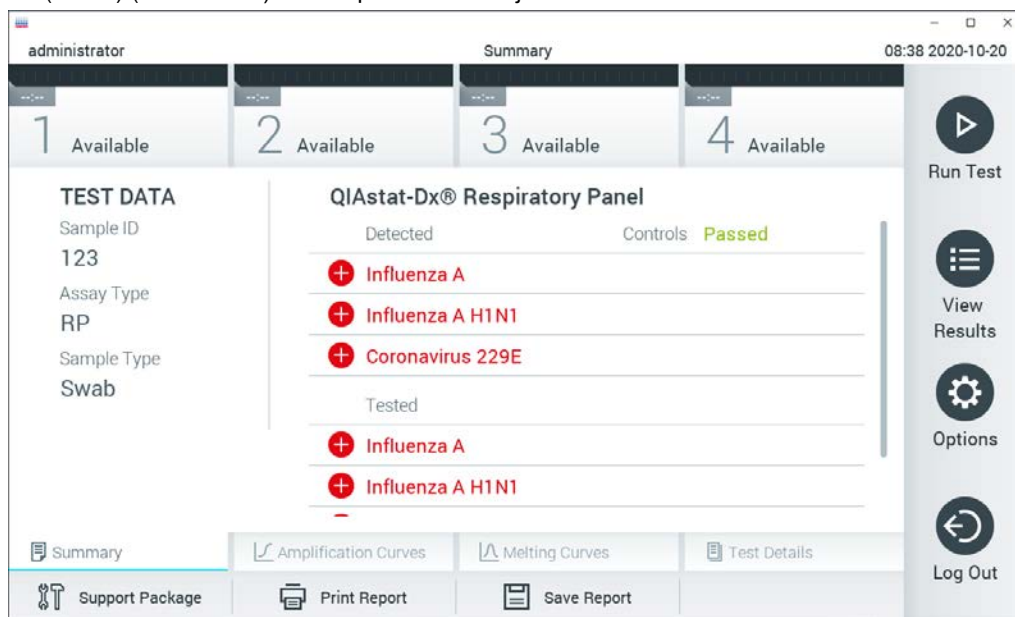 administrator
Summary
08:38 2020-10-20
--:--
1 Available
--:--
2 Available
--:--
3 Available
--:--
4 Available
TEST DATA
Sample ID
123
Assay Type
RP
Sample Type
Swab
QIAstat-Dx® Respiratory Panel
Detected
Controls Passed
Influenza A
Influenza A H1N1
Coronavirus 229E
Tested
Influenza A
Influenza A H1N1
Summary
Amplification Curves
Melting Curves
Test Details
Support Package
Print Report
Save Report
Run Test
View
Results
Options
Log Out